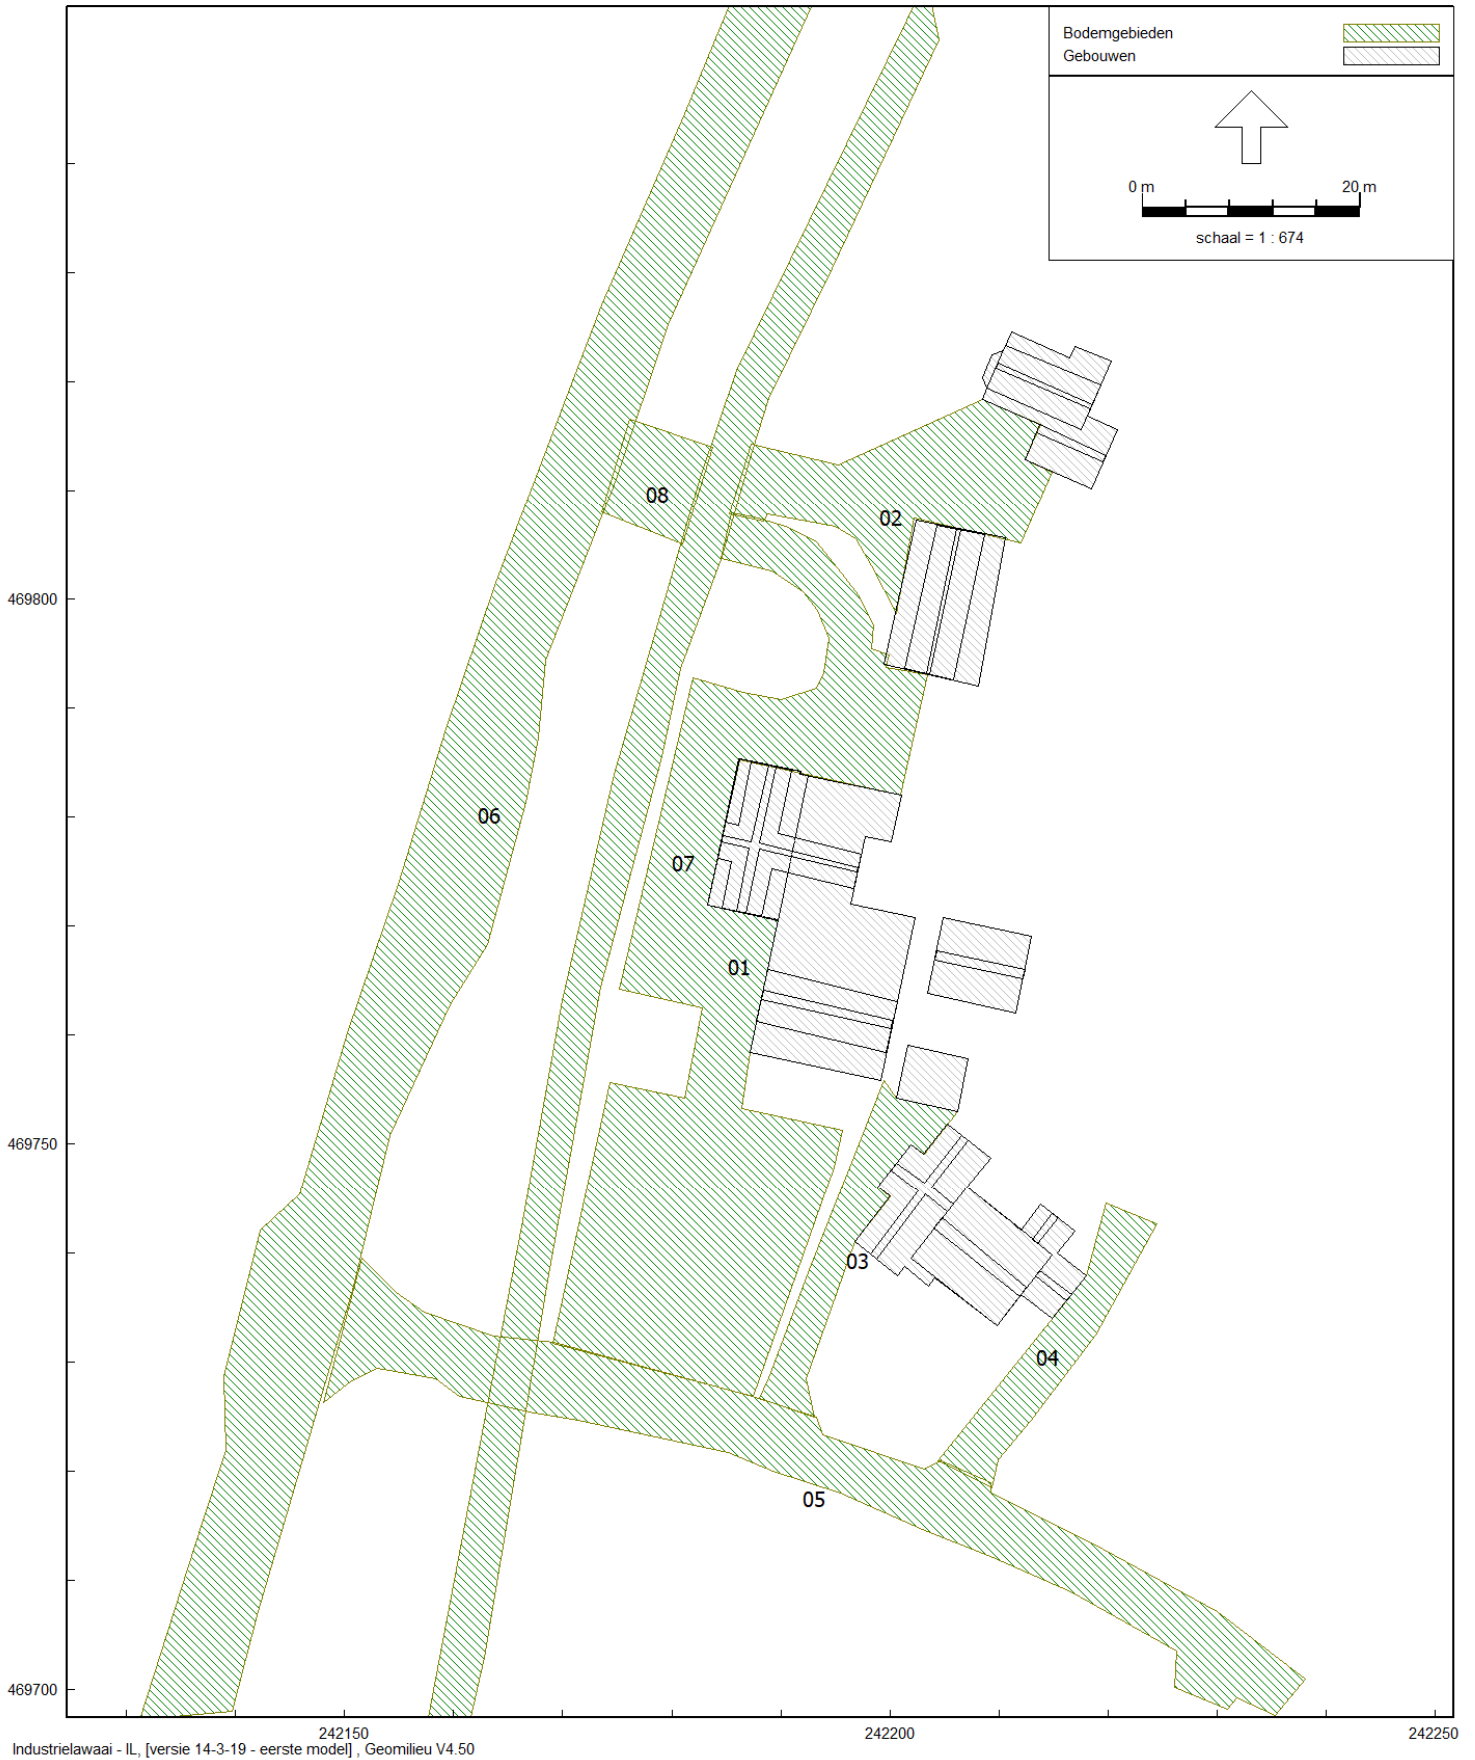 Bodemgebieden
Gebouwen
0 m 20 m
schaal = 1 : 674
08
02
469800
06
07
01
469750
03
04
05
469700
242150 242200 242250
Industrielawaai - IL, [versie 14-3-19 - eerste model] , Geomilieu V4.50